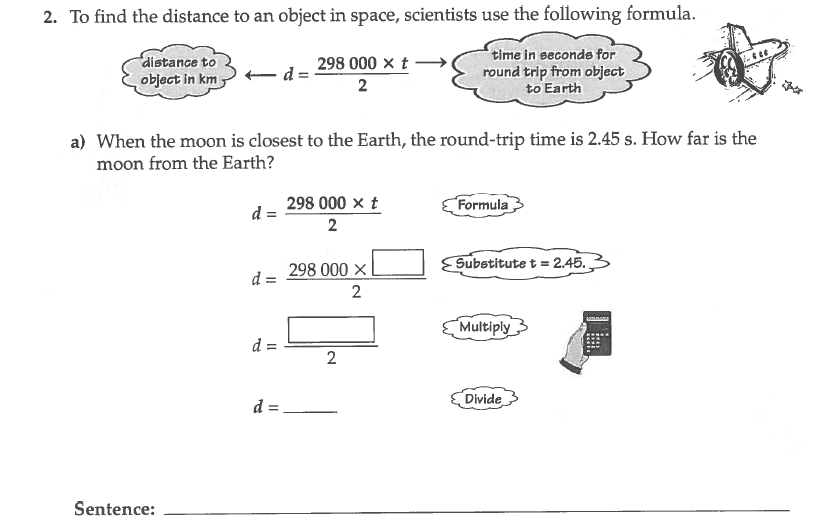 2. To find the distance to an object in space, scientists use the following formula.
distance to
object in km
d = 298 000 × t / 2
time in seconds for
round trip from object
to Earth
a) When the moon is closest to the Earth, the round-trip time is 2.45 s. How far is the
moon from the Earth?
d = 298 000 × t / 2
Formula
d = 298 000 × / 2
Substitute t = 2.45.
d = / 2
Multiply
d = ______
Divide
Sentence: